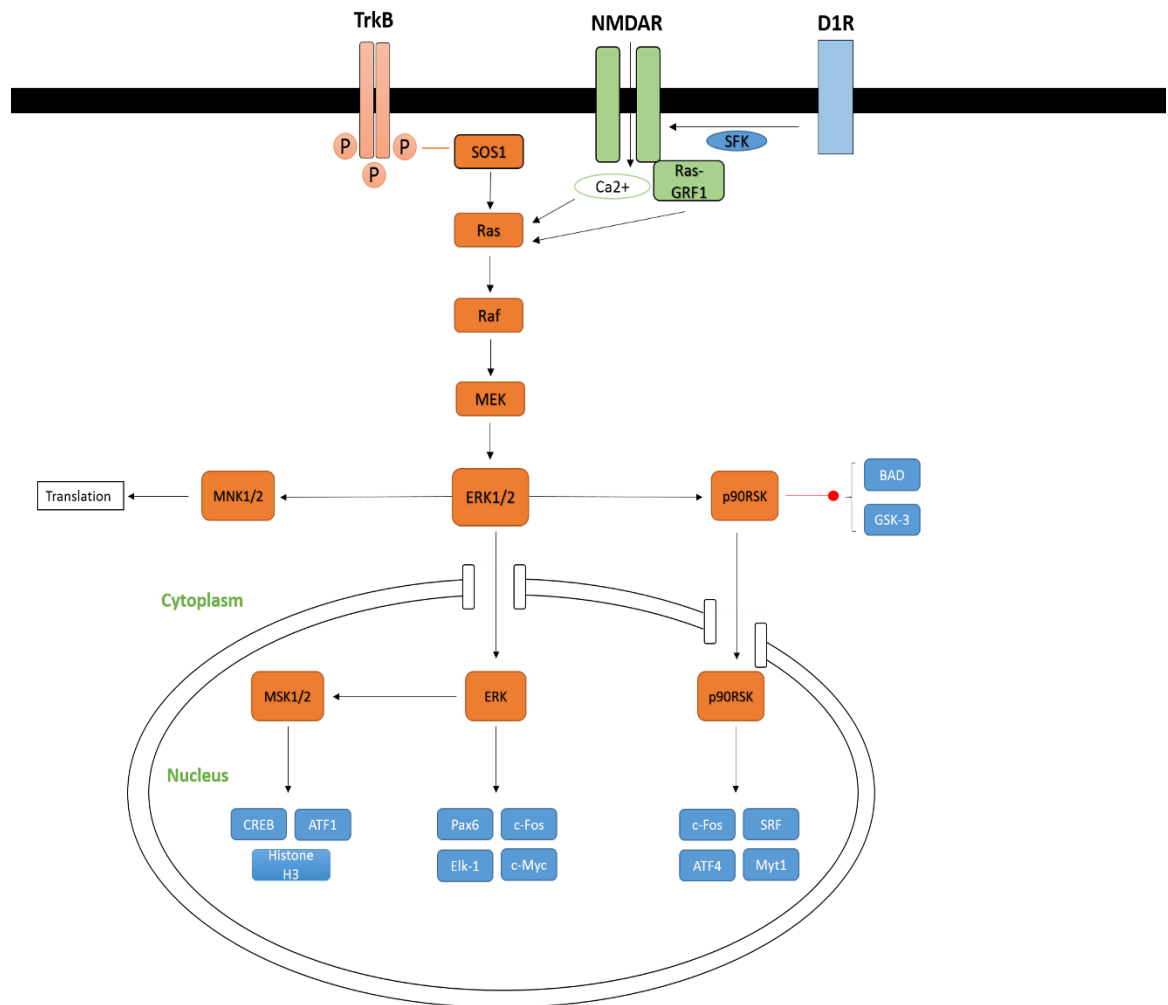 TrkB
NMDAR
D1R
P
P
P
SOS1
SFK
Ca2+
Ras-
GRF1
Ras
Raf
MEK
Translation
MNK1/2
ERK1/2
p90RSK
BAD
GSK-3
Cytoplasm
MSK1/2
ERK
p90RSK
Nucleus
CREB
ATF1
Histone
H3
Pax6
c-Fos
Elk-1
c-Myc
c-Fos
SRF
ATF4
Myt1